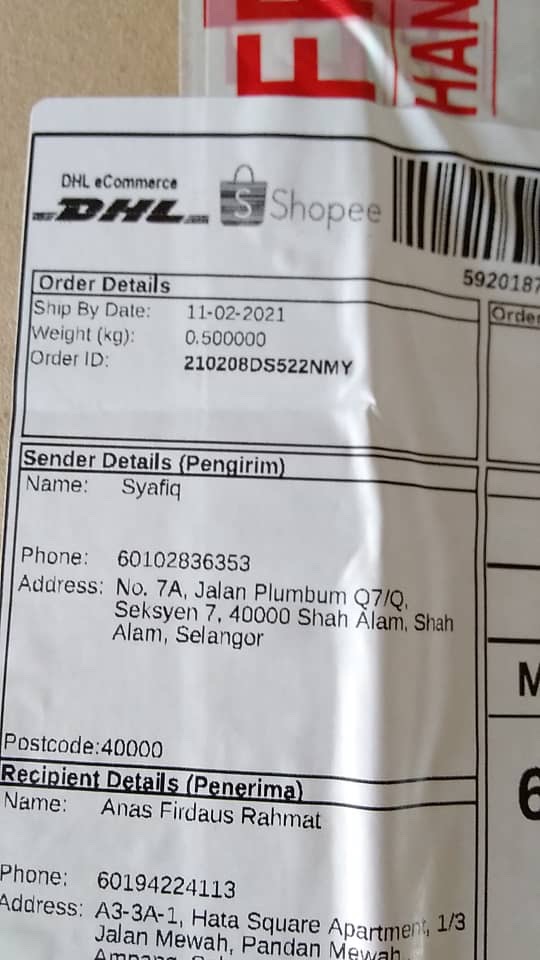 HAN
DHL eCommerce
DHL
S Shopee
5920187
Order Details
Order
Ship By Date: 11-02-2021
Weight (kg): 0.500000
Order ID: 210208DS522NMY
Sender Details (Pengirim)
Name: Syafiq
Phone: 60102836353
Address: No. 7A, Jalan Plumbum Q7/Q,
Seksyen 7, 40000 Shah Alam, Shah
Alam, Selangor
M
Postcode:40000
6
Recipient Details (Penerima)
Name: Anas Firdaus Rahmat
Phone: 60194224113
Address: A3-3A-1, Hata Square Apartment, 1/3
Jalan Mewah, Pandan Mewah,